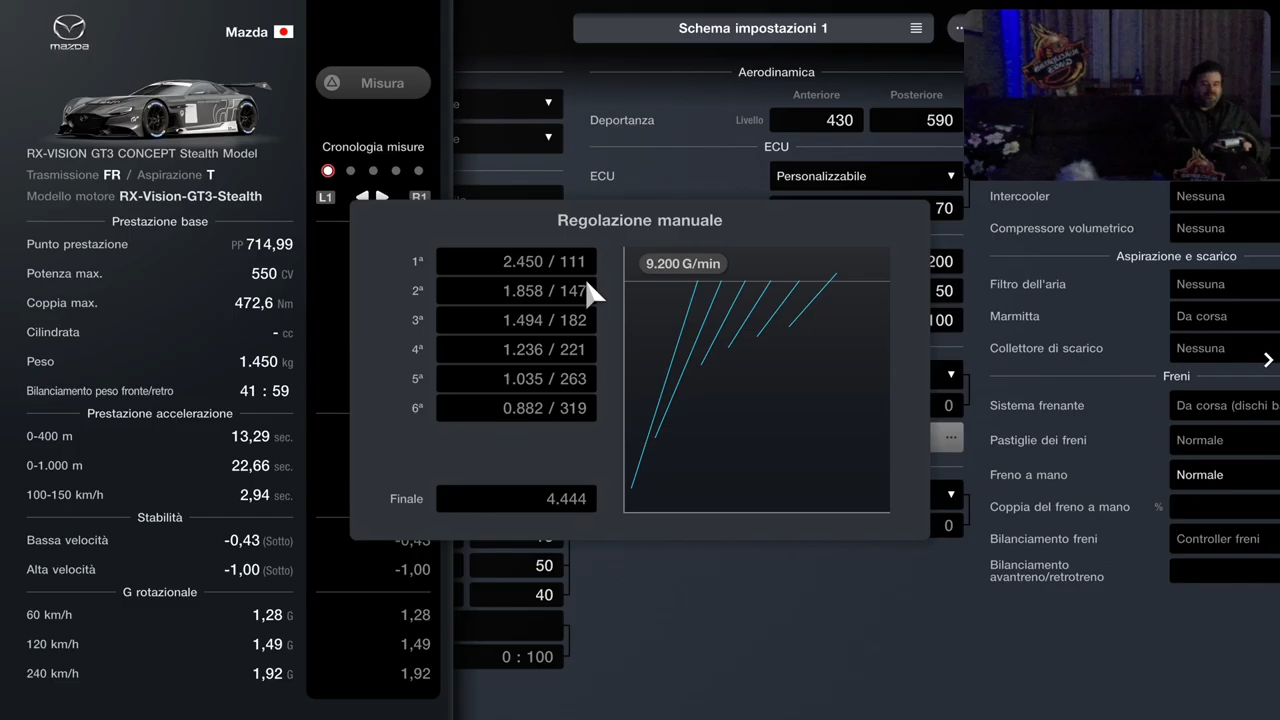 mazda
Mazda
RX-VISION GT3 CONCEPT Stealth Model
Trasmissione FR / Aspirazione T
Modello motore RX-Vision-GT3-Stealth
Prestazione base
Punto prestazione PP 714,99
Potenza max. 550 CV
Coppia max. 472,6 Nm
Cilindrata - cc
Peso 1.450 kg
Bilanciamento peso fronte/retro 41 : 59
Prestazione accelerazione
0-400 m 13,29 sec.
0-1.000 m 22,66 sec.
100-150 km/h 2,94 sec.
Stabilità
Bassa velocità -0,43 (Sotto)
Alta velocità -1,00 (Sotto)
G rotazionale
60 km/h 1,28 G
120 km/h 1,49 G
240 km/h 1,92 G
Misura
Cronologia misure
L1 R1
-0,43
-1,00
1,28
1,49
1,92
50
40
0 : 100
Schema impostazioni 1
Aerodinamica
Anteriore Posteriore
Deportanza Livello 430 590
ECU
ECU Personalizzabile
70
200
50
100
0
0
Regolazione manuale
1ª 2.450 / 111
2ª 1.858 / 147
3ª 1.494 / 182
4ª 1.236 / 221
5ª 1.035 / 263
6ª 0.882 / 319
Finale 4.444
9.200 G/min
Intercooler Nessuna
Compressore volumetrico Nessuna
Aspirazione e scarico
Filtro dell'aria Nessuna
Marmitta Da corsa
Collettore di scarico Nessuna
Freni
Sistema frenante Da corsa (dischi b
Pastiglie dei freni Normale
Freno a mano Normale
Coppia del freno a mano %
Bilanciamento freni Controller freni
Bilanciamento
avantreno/retrotreno